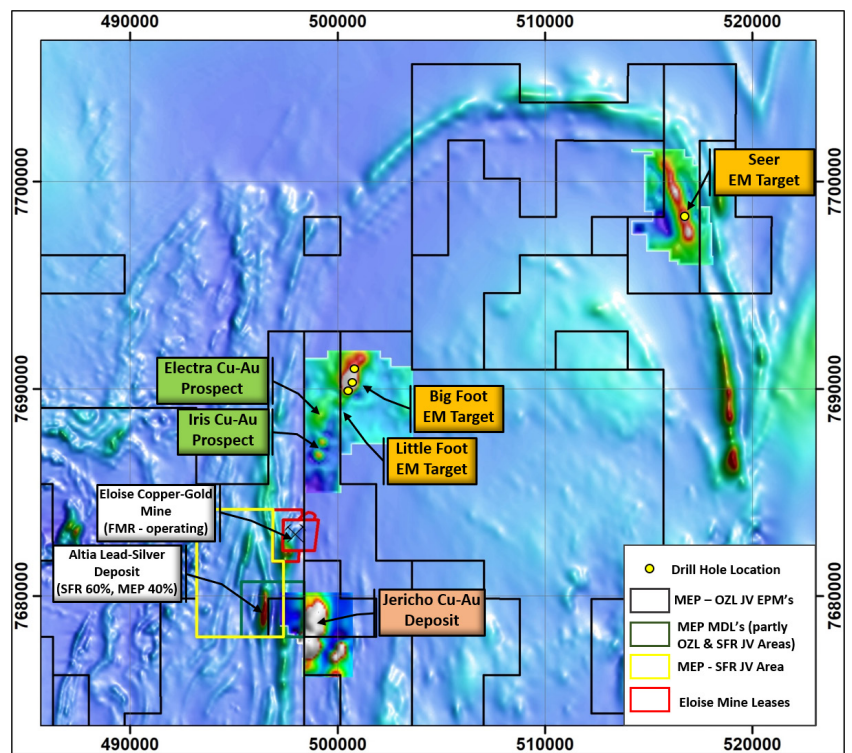 490000
500000
510000
520000
7700000
7700000
Seer
EM Target
Electra Cu-Au
Prospect
7690000
7690000
Big Foot
EM Target
Iris Cu-Au
Prospect
Little Foot
EM Target
Eloise Copper-Gold
Mine
(FMR - operating)
Altia Lead-Silver
Deposit
(SFR 60%, MEP 40%)
Jericho Cu-Au
Deposit
7680000
7680000
Drill Hole Location
MEP – OZL JV EPM's
MEP MDL's (partly
OZL & SFR JV Areas)
MEP - SFR JV Area
Eloise Mine Leases
490000
500000
510000
520000